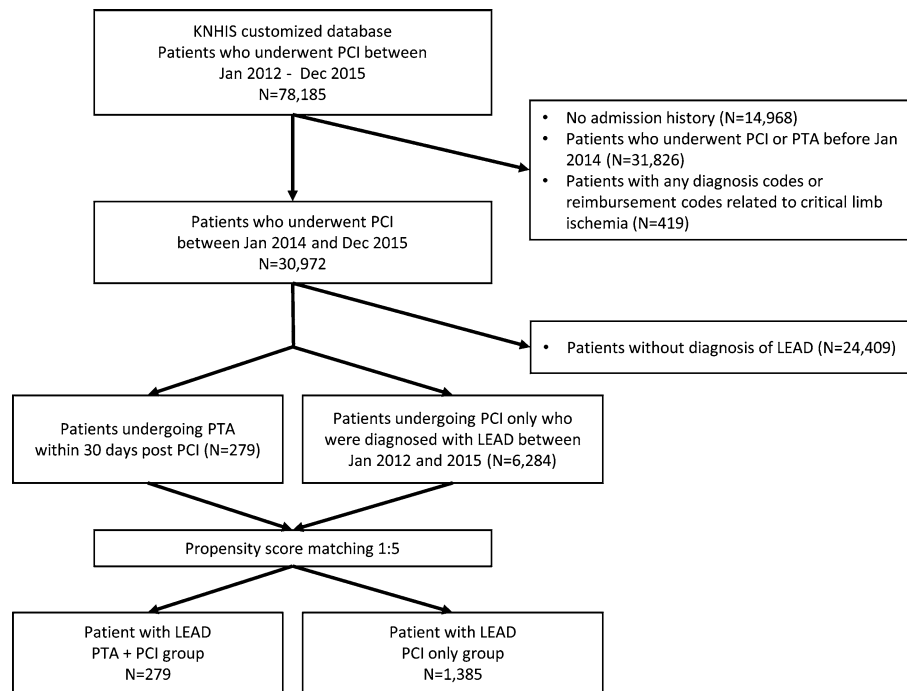 KNHIS customized database
Patients who underwent PCI between
Jan 2012 - Dec 2015
N=78,185
• No admission history (N=14,968)
• Patients who underwent PCI or PTA before Jan
2014 (N=31,826)
• Patients with any diagnosis codes or
reimbursement codes related to critical limb
ischemia (N=419)
Patients who underwent PCI
between Jan 2014 and Dec 2015
N=30,972
• Patients without diagnosis of LEAD (N=24,409)
Patients undergoing PTA
within 30 days post PCI (N=279)
Patients undergoing PCI only who
were diagnosed with LEAD between
Jan 2012 and 2015 (N=6,284)
Propensity score matching 1:5
Patient with LEAD
PTA + PCI group
N=279
Patient with LEAD
PCI only group
N=1,385